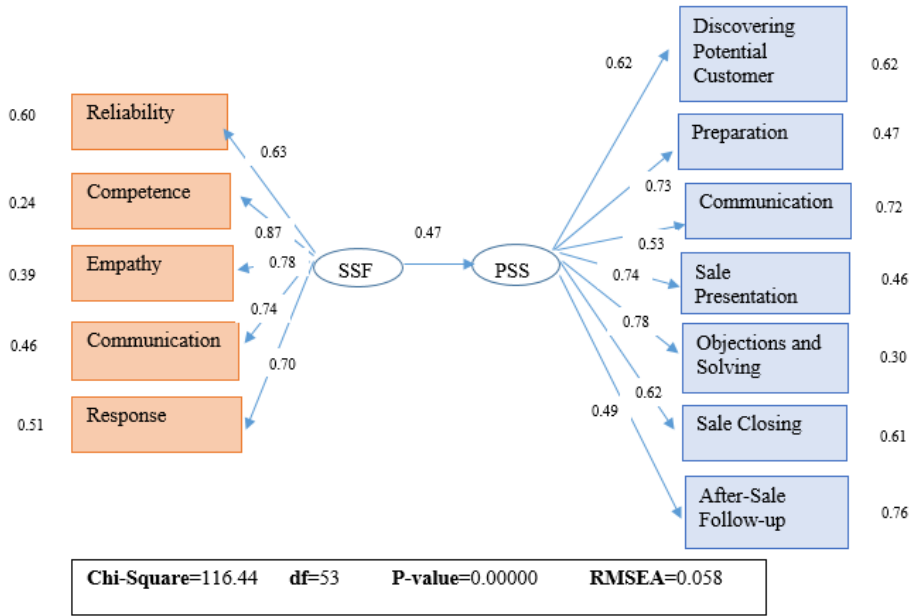 0.60
Reliability
0.63
0.24
Competence
0.87
0.39
Empathy
0.78
0.46
Communication
0.74
0.51
Response
0.70
SSF
0.47
PSS
0.62
Discovering
Potential
Customer
0.62
0.73
Preparation
0.47
0.53
Communication
0.72
0.74
Sale
Presentation
0.46
0.78
Objections and
Solving
0.30
0.62
Sale Closing
0.61
0.49
After-Sale
Follow-up
0.76
Chi-Square=116.44 df=53 P-value=0.00000 RMSEA=0.058